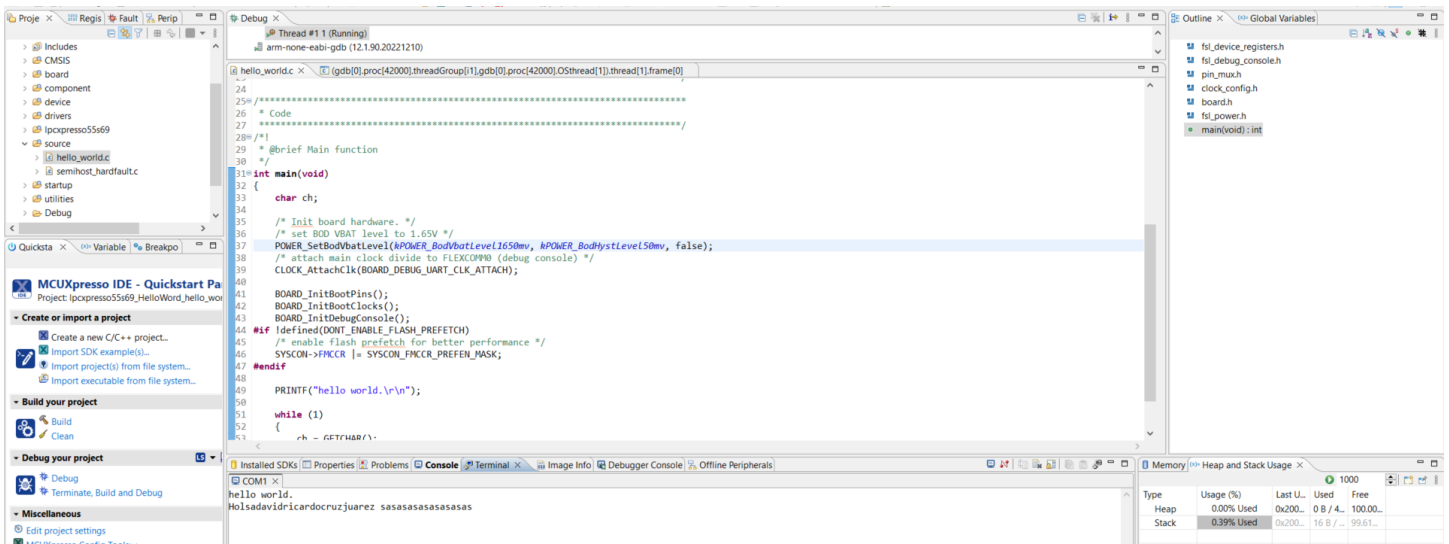 Proje
Regis
Fault
Perip
Includes
CMSIS
board
component
device
drivers
lpcxpresso55s69
source
hello_world.c
semihost_hardfault.c
startup
utilities
Debug
Quicksta
Variable
Breakpo
MCUXpresso IDE - Quickstart Pa
IDE
Project: lpcxpresso55s69_HelloWord_hello_wor
Create or import a project
Create a new C/C++ project...
Import SDK example(s)...
Import project(s) from file system...
Import executable from file system...
Build your project
Build
Clean
Debug your project
LS
Debug
Terminate, Build and Debug
Miscellaneous
Edit project settings
Debug
Thread #1 1 (Running)
arm-none-eabi-gdb (12.1.90.20221210)
hello_world.c
(gdb[0].proc[42000].threadGroup[i1],gdb[0].proc[42000].OSthread[1]).thread[1].frame[0]
24
25 /*******************************************************************************
26  * Code
27  ******************************************************************************/
28 /*!
29  * @brief Main function
30  */
31 int main(void)
32 {
33     char ch;
34
35     /* Init board hardware. */
36     /* set BOD VBAT level to 1.65V */
37     POWER_SetBodVbatLevel(kPOWER_BodVbatLevel1650mv, kPOWER_BodHystLevel50mv, false);
38     /* attach main clock divide to FLEXCOMM0 (debug console) */
39     CLOCK_AttachClk(BOARD_DEBUG_UART_CLK_ATTACH);
40
41     BOARD_InitBootPins();
42     BOARD_InitBootClocks();
43     BOARD_InitDebugConsole();
44 #if !defined(DONT_ENABLE_FLASH_PREFETCH)
45     /* enable flash prefetch for better performance */
46     SYSCON->FMCCR |= SYSCON_FMCCR_PREFEN_MASK;
47 #endif
48
49     PRINTF("hello world.\r\n");
50
51     while (1)
52     {
53         ch = GETCHAR();
Installed SDKs
Properties
Problems
Console
Terminal
Image Info
Debugger Console
Offline Peripherals
COM1
hello world.
Holsadavidricardocruzjuarez sasasasasasasasas
Outline
Global Variables
fsl_device_registers.h
fsl_debug_console.h
pin_mux.h
clock_config.h
board.h
fsl_power.h
main(void) : int
Memory
Heap and Stack Usage
1000
Type Usage (%) Last U... Used Free
Heap 0.00% Used 0x200... 0 B / 4... 100.00...
Stack 0.39% Used 0x200... 16 B / ... 99.61...